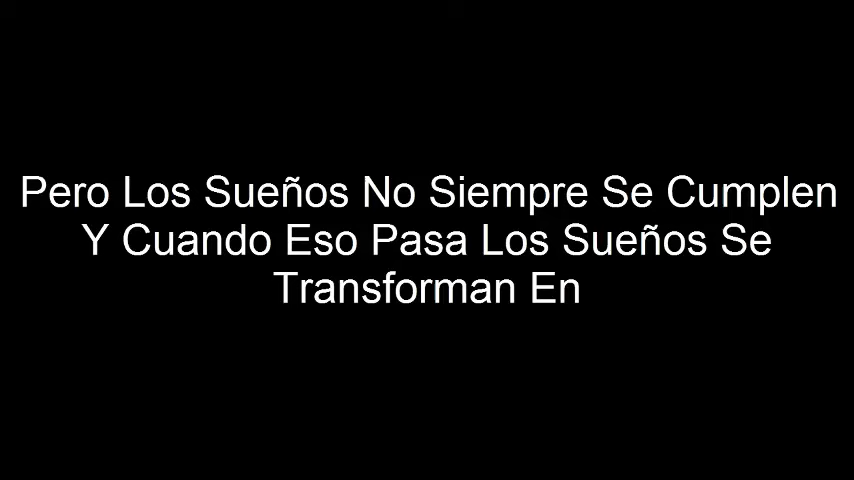 Pero Los Sueños No Siempre Se Cumplen
Y Cuando Eso Pasa Los Sueños Se
Transforman En